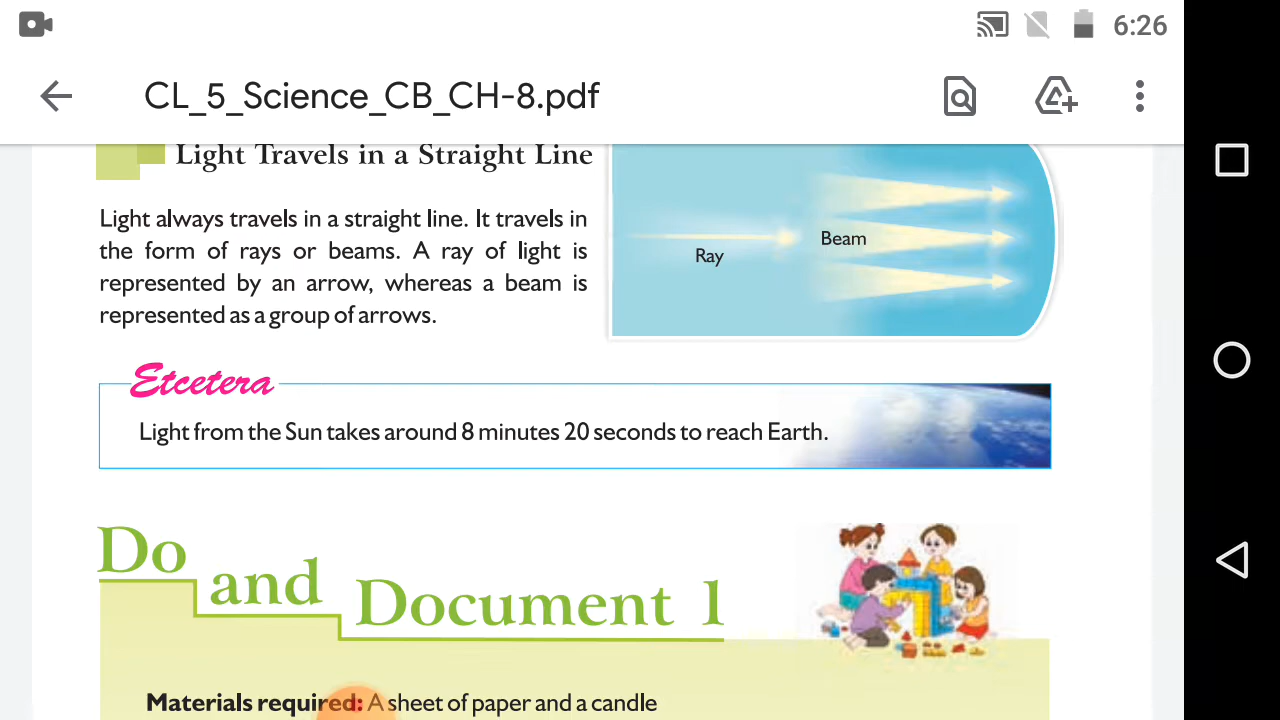 6:26
CL_5_Science_CB_CH-8.pdf
Light Travels in a Straight Line
Light always travels in a straight line. It travels in
the form of rays or beams. A ray of light is
represented by an arrow, whereas a beam is
represented as a group of arrows.
Ray
Beam
Etcetera
Light from the Sun takes around 8 minutes 20 seconds to reach Earth.
Do and Document 1
Materials required: A sheet of paper and a candle